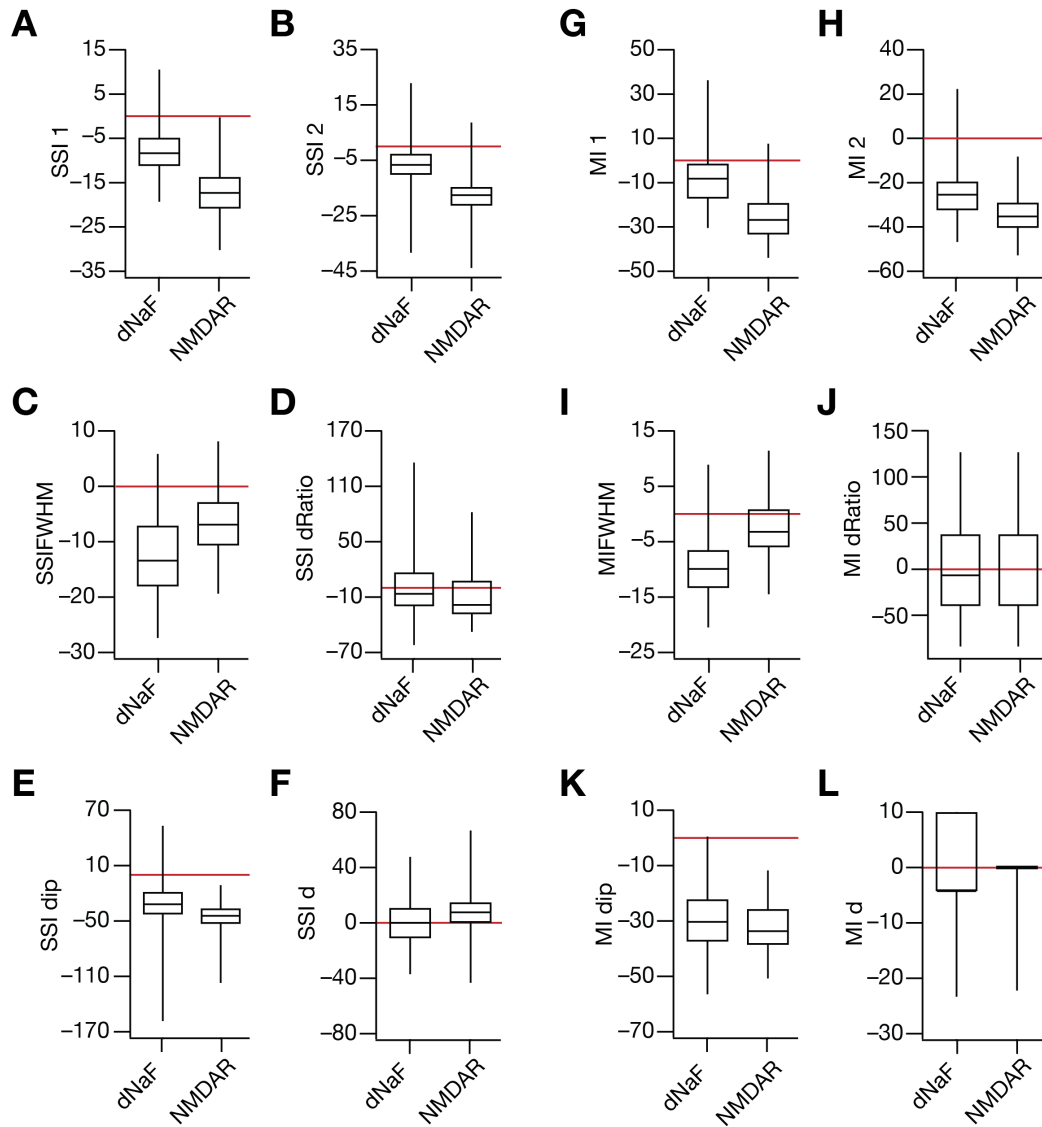 A
SSI 1
15
5
–5
–15
–25
–35
dNaF
NMDAR
B
SSI 2
35
15
–5
–25
–45
dNaF
NMDAR
G
MI 1
50
30
10
–10
–30
–50
dNaF
NMDAR
H
MI 2
40
20
0
–20
–40
–60
dNaF
NMDAR
C
SSIFWHM
10
0
–10
–20
–30
dNaF
NMDAR
D
SSI dRatio
170
110
50
–10
–70
dNaF
NMDAR
I
MIFWHM
15
5
–5
–15
–25
dNaF
NMDAR
J
MI dRatio
150
100
50
0
–50
dNaF
NMDAR
E
SSI dip
70
10
–50
–110
–170
dNaF
NMDAR
F
SSI d
80
40
0
–40
–80
dNaF
NMDAR
K
MI dip
10
–10
–30
–50
–70
dNaF
NMDAR
L
MI d
10
0
–10
–20
–30
dNaF
NMDAR